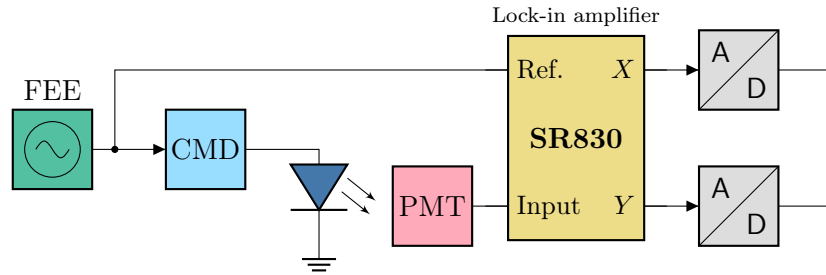 Lock-in amplifier
FEE
CMD
PMT
Ref.
X
SR830
Input
Y
A
D
A
D